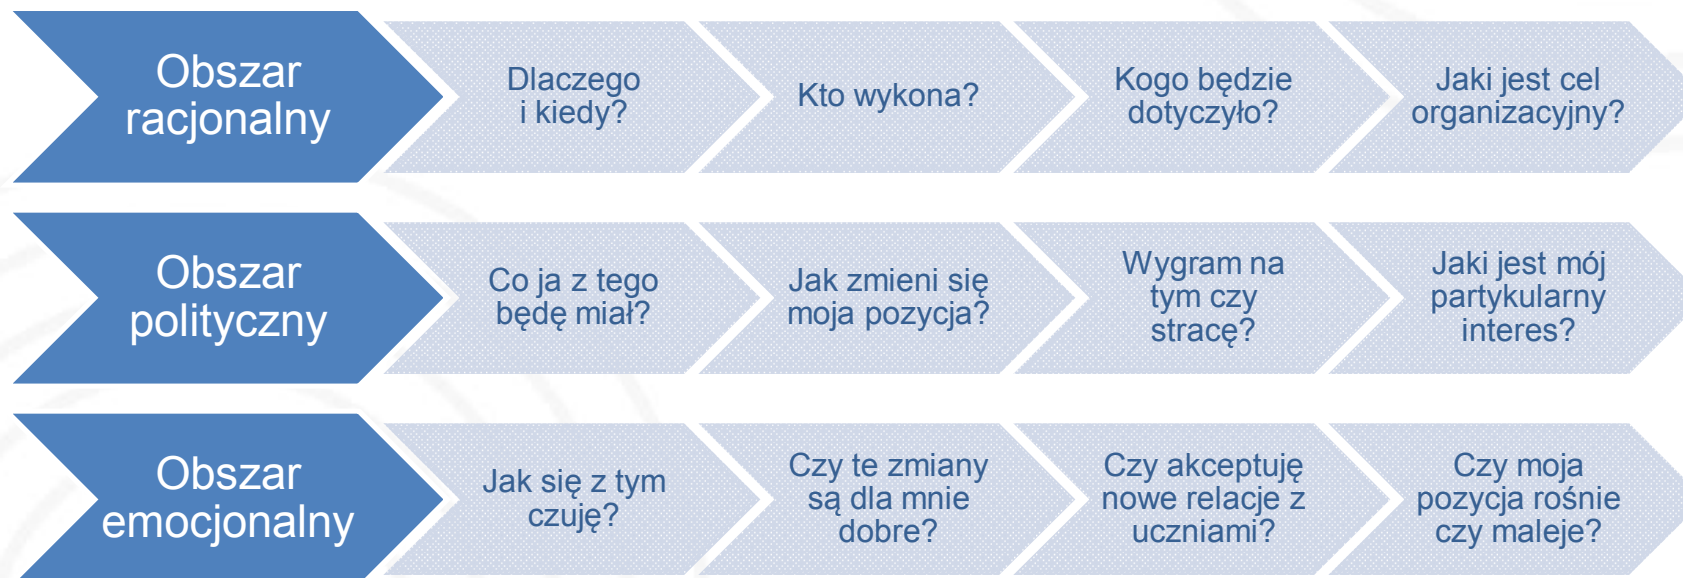 Obszar
racjonalny
Dlaczego
i kiedy?
Kto wykona?
Kogo będzie
dotyczyło?
Jaki jest cel
organizacyjny?
Obszar
polityczny
Co ja z tego
będę miał?
Jak zmieni się
moja pozycja?
Wygram na
tym czy
stracę?
Jaki jest mój
partykularny
interes?
Obszar
emocjonalny
Jak się z tym
czuję?
Czy te zmiany
są dla mnie
dobre?
Czy akceptuję
nowe relacje z
uczniami?
Czy moja
pozycja rośnie
czy maleje?